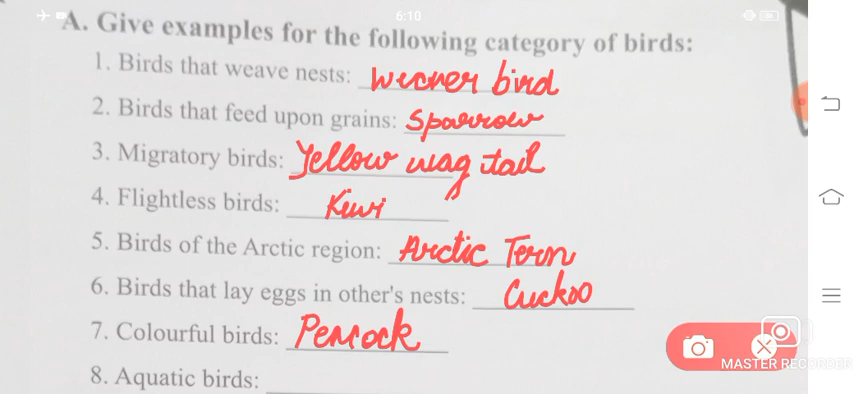 6:10
A. Give examples for the following category of birds:
1. Birds that weave nests: Weaver bird
2. Birds that feed upon grains: Sparrow
3. Migratory birds: Yellow wag tail
4. Flightless birds: Kiwi
5. Birds of the Arctic region: Arctic Tern
6. Birds that lay eggs in other's nests: Cuckoo
7. Colourful birds: Peacock
8. Aquatic birds:
MASTER RECORDER